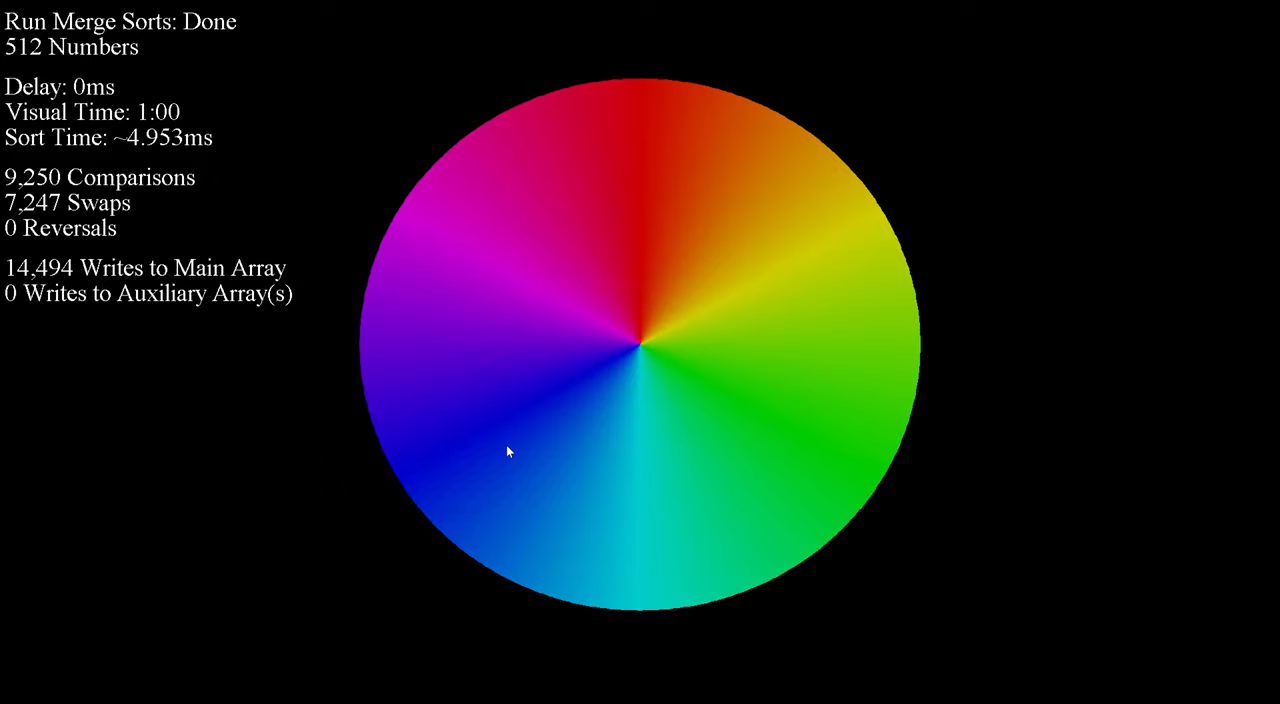 Run Merge Sorts: Done
512 Numbers
Delay: 0ms
Visual Time: 1:00
Sort Time: ~4.953ms
9,250 Comparisons
7,247 Swaps
0 Reversals
14,494 Writes to Main Array
0 Writes to Auxiliary Array(s)